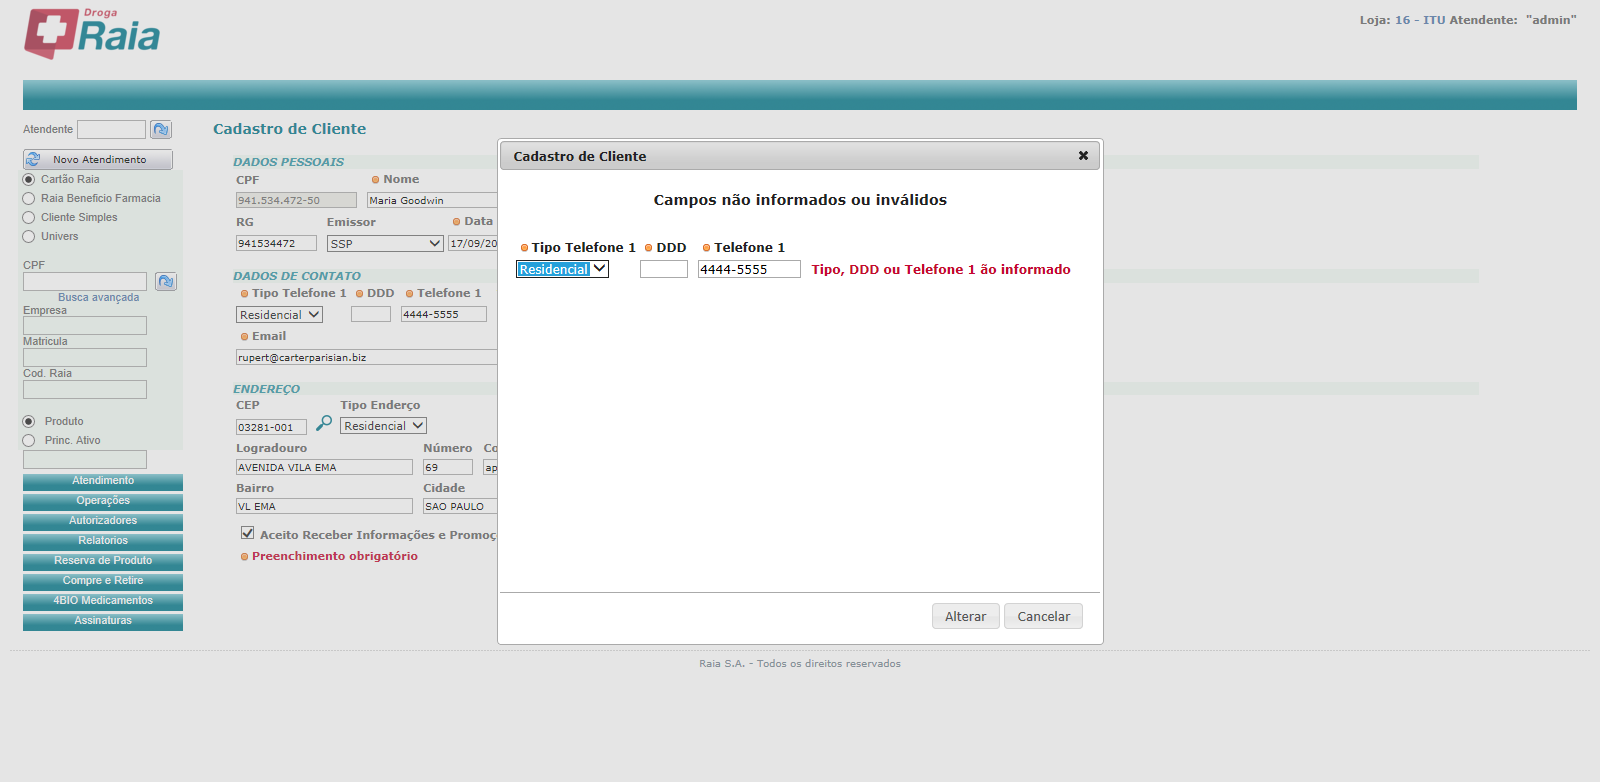 Droga
Raia
Loja: 16 - ITU Atendente: "admin"
Atendente
Novo Atendimento
Cartão Raia
Raia Beneficio Farmacia
Cliente Simples
Univers
CPF
Busca avançada
Empresa
Matricula
Cod. Raia
Produto
Princ. Ativo
Atendimento
Operações
Autorizadores
Relatorios
Reserva de Produto
Compre e Retire
4BIO Medicamentos
Assinaturas
Cadastro de Cliente
DADOS PESSOAIS
CPF Nome
941.534.472-50 Maria Goodwin
RG Emissor Data
941534472 SSP 17/09/20
DADOS DE CONTATO
Tipo Telefone 1 DDD Telefone 1
Residencial 4444-5555
Email
rupert@carterparisian.biz
ENDEREÇO
CEP Tipo Enderço
03281-001 Residencial
Logradouro Número Co
AVENIDA VILA EMA 69 ap
Bairro Cidade
VL EMA SAO PAULO
Aceito Receber Informações e Promoç
Preenchimento obrigatório
Cadastro de Cliente
Campos não informados ou inválidos
Tipo Telefone 1 DDD Telefone 1
Residencial 4444-5555 Tipo, DDD ou Telefone 1 ão informado
Alterar Cancelar
Raia S.A. - Todos os direitos reservados